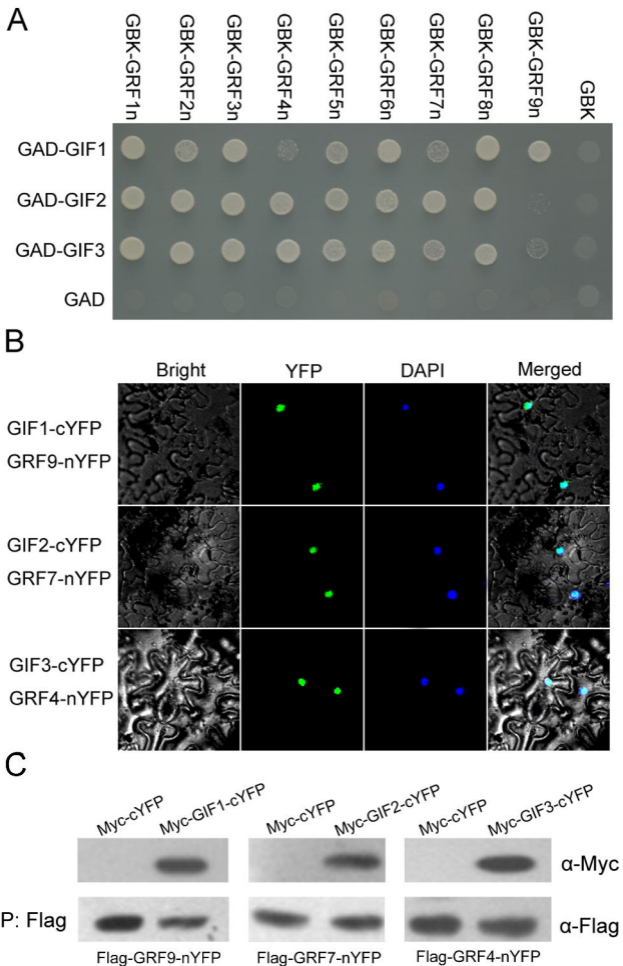 A
GBK-GRF1n
GBK-GRF2n
GBK-GRF3n
GBK-GRF4n
GBK-GRF5n
GBK-GRF6n
GBK-GRF7n
GBK-GRF8n
GBK-GRF9n
GBK
GAD-GIF1
GAD-GIF2
GAD-GIF3
GAD
B
Bright YFP DAPI Merged
GIF1-cYFP
GRF9-nYFP
GIF2-cYFP
GRF7-nYFP
GIF3-cYFP
GRF4-nYFP
C
Myc-cYFP Myc-GIF1-cYFP Myc-cYFP Myc-GIF2-cYFP Myc-cYFP Myc-GIF3-cYFP
α-Myc
P: Flag α-Flag
Flag-GRF9-nYFP Flag-GRF7-nYFP Flag-GRF4-nYFP